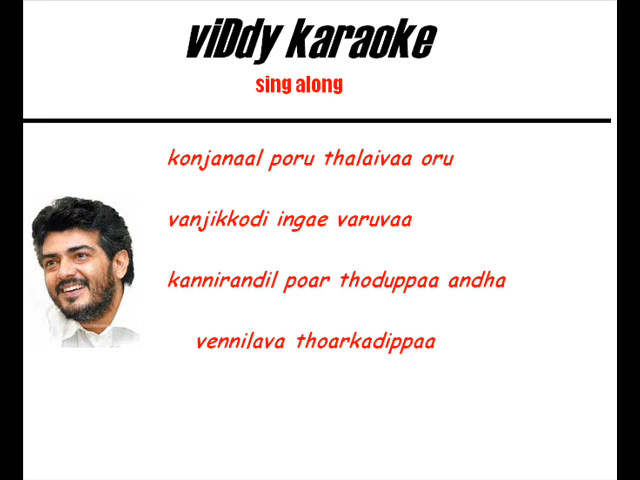 viDdy karaoke
sing along
konjanaal poru thalaivaa oru
vanjikkodi ingae varuvaa
kannirandil poar thoduppaa andha
vennilava thoarkadippaa